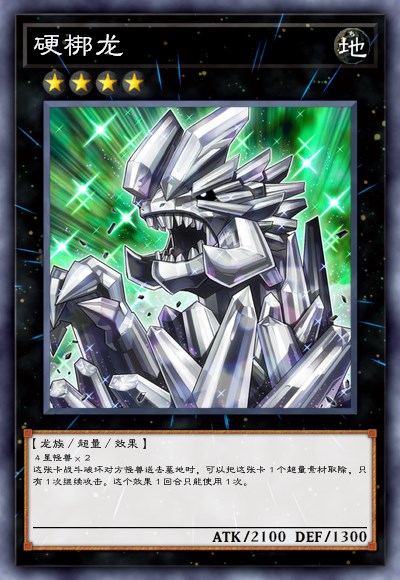 硬梆龙
地
【龙族／超量／效果】
４星怪兽×２
这张卡战斗破坏对方怪兽送去墓地时，可以把这张卡１个超量素材取除，只
有１次继续攻击。这个效果１回合只能使用１次。
ATK/2100 DEF/1300